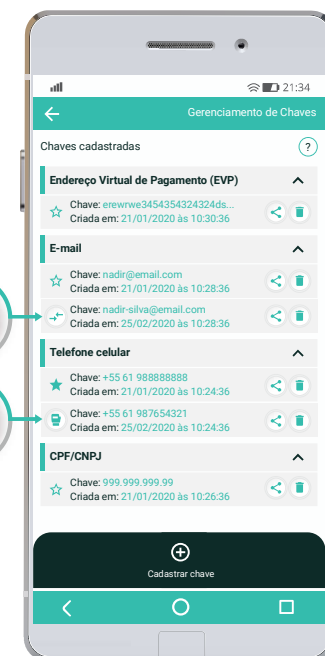 21:34
Gerenciamento de Chaves
Chaves cadastradas
?
Endereço Virtual de Pagamento (EVP)
Chave: erewrwe3454354324324ds...
Criada em: 21/01/2020 às 10:30:36
E-mail
Chave: nadir@email.com
Criada em: 21/01/2020 às 10:28:36
Chave: nadir-silva@email.com
Criada em: 25/02/2020 às 10:28:36
Telefone celular
Chave: +55 61 988888888
Criada em: 21/01/2020 às 10:24:36
Chave: +55 61 987654321
Criada em: 25/02/2020 às 10:24:36
CPF/CNPJ
Chave: 999.999.999.99
Criada em: 21/01/2020 às 10:26:36
Cadastrar chave